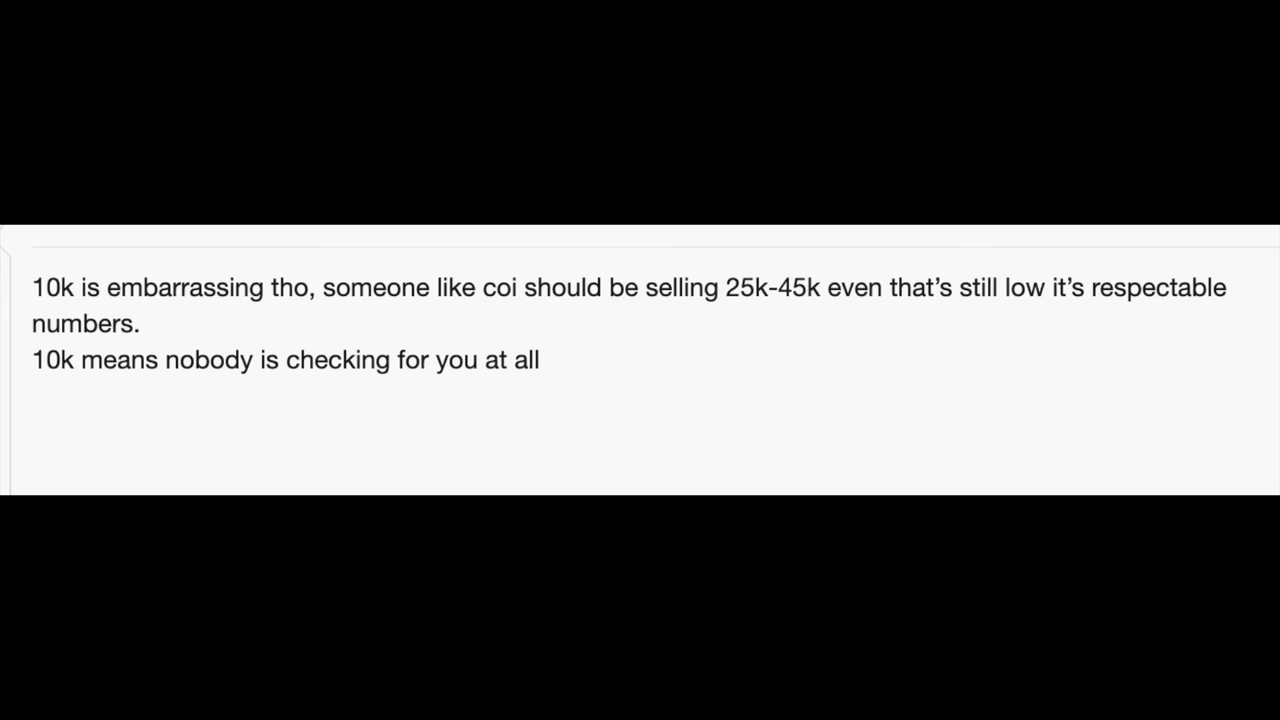 10k is embarrassing tho, someone like coi should be selling 25k-45k even that’s still low it’s respectable
numbers.
10k means nobody is checking for you at all